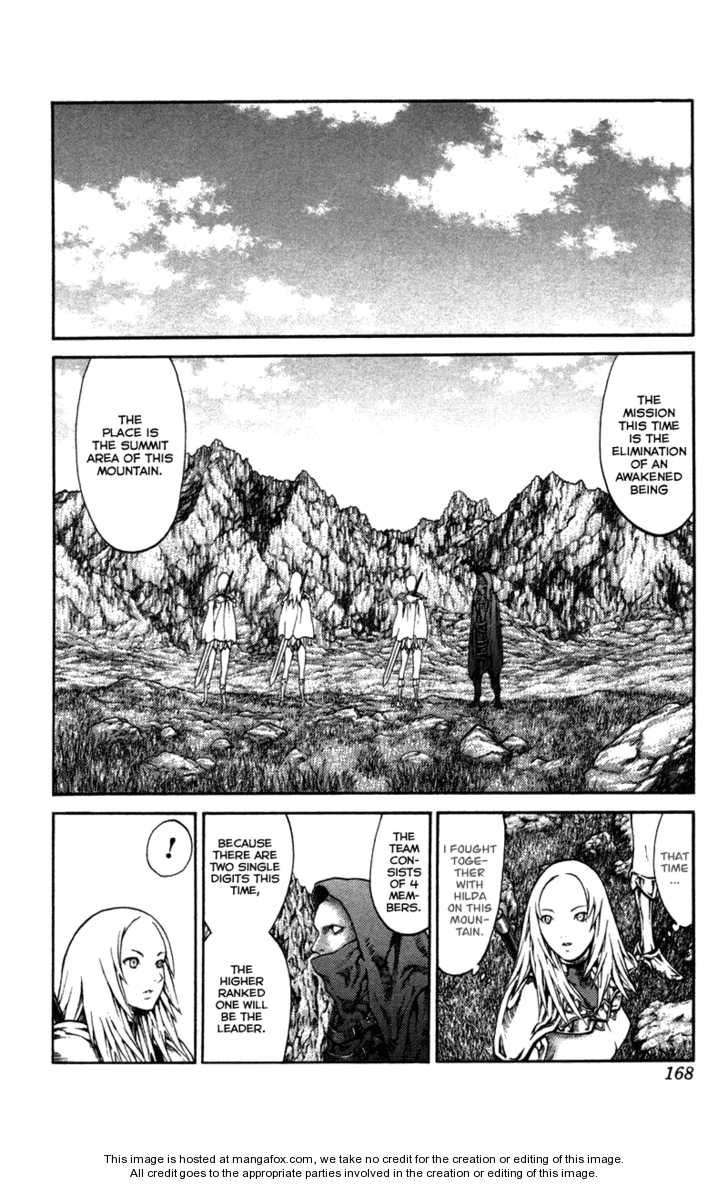 THE
MISSION
THIS TIME
IS THE
ELIMINATION
OF AN
AWAKENED
BEING
THE
PLACE IS
THE SUMMIT
AREA OF THIS
MOUNTAIN.
THAT
TIME
...
I FOUGHT
TOGE-
THER
WITH
HILDA
ON THIS
MOUN-
TAIN.
THE
TEAM
CON-
SISTS
OF 4
MEM-
BERS.
BECAUSE
THERE ARE
TWO SINGLE
DIGITS THIS
TIME,
THE
HIGHER
RANKED
ONE WILL
BE THE
LEADER.
!
168
This image is hosted at mangafox.com, we take no credit for the creation or editing of this image.
All credit goes to the appropriate parties involved in the creation or editing of this image.